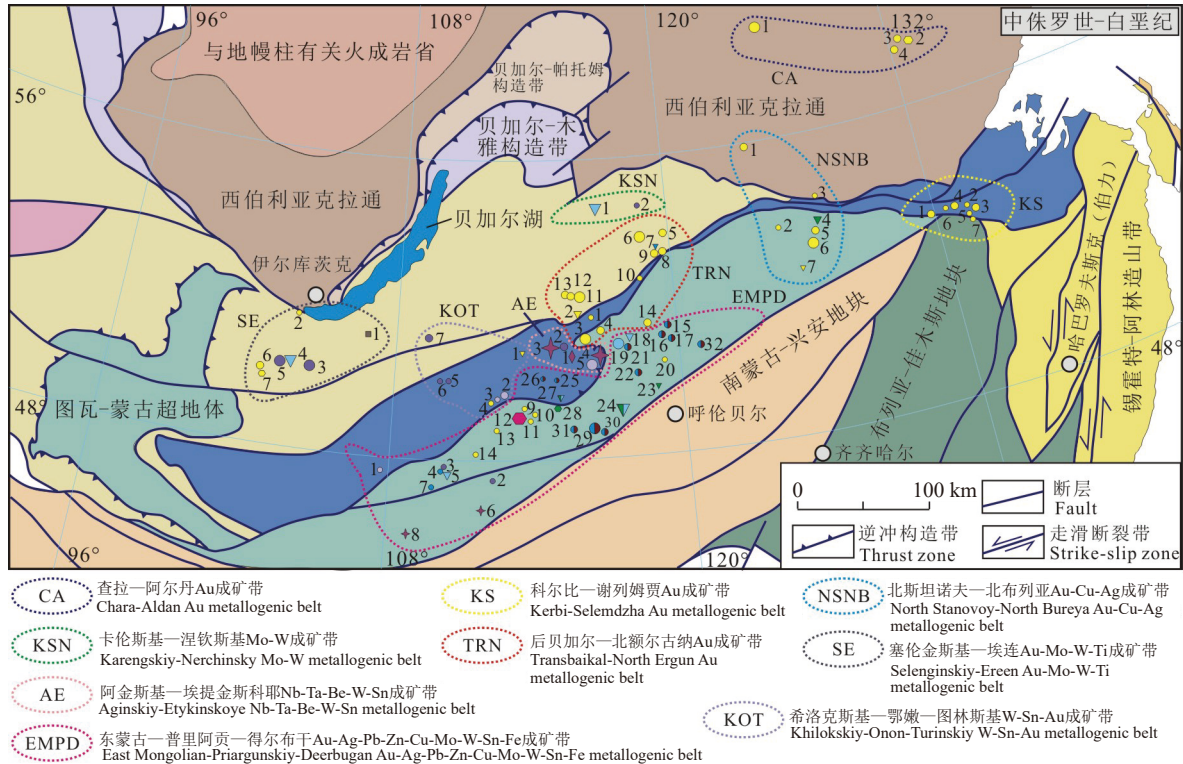 96°
108°
120°
132°
中侏罗世-白垩纪
与地幔柱有关火成岩省
贝加尔-帕托姆
构造带
CA
西伯利亚克拉通
56°
贝加尔-木
雅构造带
NSNB
KSN
KS
西伯利亚克拉通
贝加尔湖
伊尔库茨克
TRN
EMPD
KOT
AE
SE
哈巴罗夫斯克（伯力）
锡霍特-阿林造山带
布列亚-佳木斯地块
南蒙古-兴安地块
48°
48°
图瓦-蒙古超地体
呼伦贝尔
齐齐哈尔
96°
108°
120°
0 100 km
断层
Fault
逆冲构造带
Thrust zone
走滑断裂带
Strike-slip zone
CA
查拉—阿尔丹Au成矿带
Chara-Aldan Au metallogenic belt
KS
科尔比—谢列姆贾Au成矿带
Kerbi-Selemdzha Au metallogenic belt
NSNB
北斯坦诺夫—北布列亚Au-Cu-Ag成矿带
North Stanovoy-North Bureya Au-Cu-Ag
metallogenic belt
KSN
卡伦斯基—涅钦斯基Mo-W成矿带
Karengskiy-Nerchinsky Mo-W metallogenic belt
TRN
后贝加尔—北额尔古纳Au成矿带
Transbaikal-North Ergun Au
metallogenic belt
SE
塞伦金斯基—埃连Au-Mo-W-Ti成矿带
Selenginskiy-Ereen Au-Mo-W-Ti
metallogenic belt
AE
阿金斯基—埃提金斯科耶Nb-Ta-Be-W-Sn成矿带
Aginskiy-Etykinskoye Nb-Ta-Be-W-Sn metallogenic belt
KOT
希洛克斯基—鄂嫩—图林斯基W-Sn-Au成矿带
Khilokskiy-Onon-Turinskiy W-Sn-Au metallogenic belt
EMPD
东蒙古—普里阿贡—得尔布干Au-Ag-Pb-Zn-Cu-Mo-W-Sn-Fe成矿带
East Mongolian-Priargunskiy-Deerbugan Au-Ag-Pb-Zn-Cu-Mo-W-Sn-Fe metallogenic belt